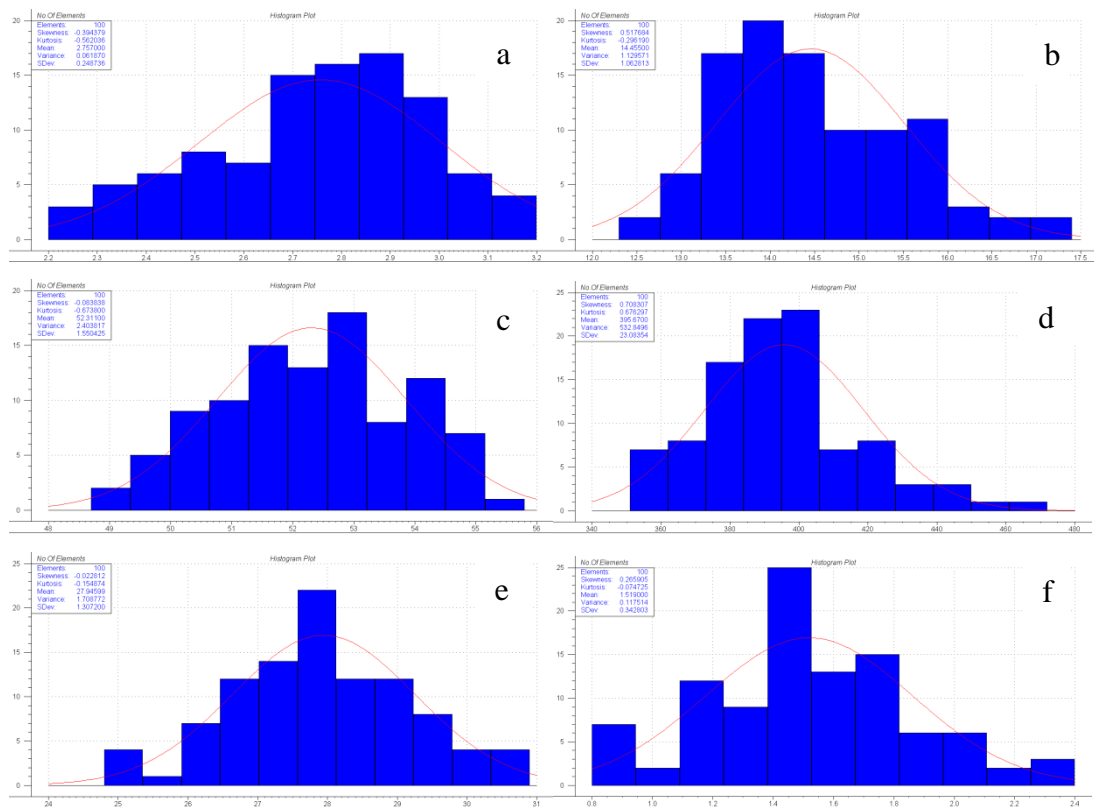 No Of Elements
Histogram Plot
Elements: 100
Skewness: -0.394379
Kurtosis: -0.562036
Mean: 2.757000
Variance: 0.061870
SDev: 0.248736
a
20
15
10
5
0
2.2 2.3 2.4 2.5 2.6 2.7 2.8 2.9 3.0 3.1 3.2
No Of Elements
Histogram Plot
Elements: 100
Skewness: 0.517684
Kurtosis: -0.296190
Mean: 14.45500
Variance: 1.129571
SDev: 1.062813
b
20
15
10
5
0
12.0 12.5 13.0 13.5 14.0 14.5 15.0 15.5 16.0 16.5 17.0 17.5
No Of Elements
Histogram Plot
Elements: 100
Skewness: -0.083838
Kurtosis: -0.673800
Mean: 52.31100
Variance: 2.403817
SDev: 1.550425
c
20
15
10
5
0
48 49 50 51 52 53 54 55 56
No Of Elements
Histogram Plot
Elements: 100
Skewness: 0.708307
Kurtosis: 0.678297
Mean: 395.6700
Variance: 532.8496
SDev: 23.08354
d
25
20
15
10
5
0
340 360 380 400 420 440 460 480
No Of Elements
Histogram Plot
Elements: 100
Skewness: -0.022812
Kurtosis: -0.154874
Mean: 27.94599
Variance: 1.708772
SDev: 1.307200
e
25
20
15
10
5
0
24 25 26 27 28 29 30 31
No Of Elements
Histogram Plot
Elements: 100
Skewness: 0.265905
Kurtosis: -0.074725
Mean: 1.519000
Variance: 0.117514
SDev: 0.342803
f
25
20
15
10
5
0
0.8 1.0 1.2 1.4 1.6 1.8 2.0 2.2 2.4